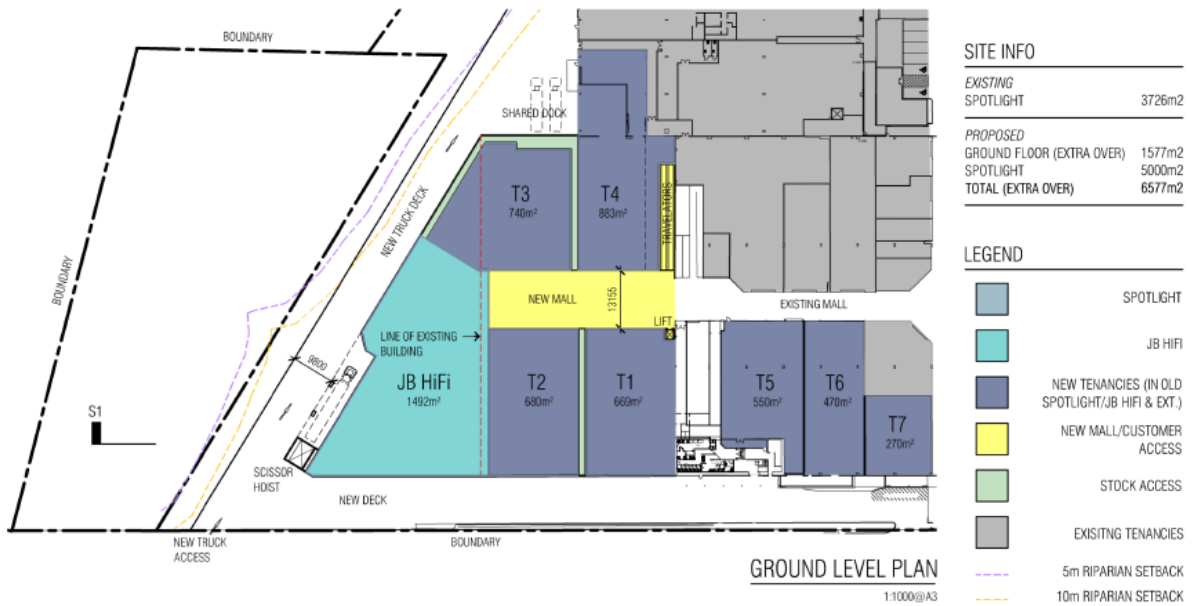 BOUNDARY
SHARED DOCK
NEW TRUCK DECK
BOUNDARY
T3
740m²
T4
883m²
TRAVELATORS
NEW MALL
13155
LIFT
EXISTING MALL
LINE OF EXISTING
BUILDING
9800
JB HiFi
1492m²
T2
680m²
T1
669m²
T5
550m²
T6
470m²
T7
270m²
S1
SCISSOR
HOIST
NEW DECK
NEW TRUCK
ACCESS
BOUNDARY
GROUND LEVEL PLAN
1:1000@A3
SITE INFO
EXISTING
SPOTLIGHT 3726m2
PROPOSED
GROUND FLOOR (EXTRA OVER) 1577m2
SPOTLIGHT 5000m2
TOTAL (EXTRA OVER) 6577m2
LEGEND
SPOTLIGHT
JB HIFI
NEW TENANCIES (IN OLD
SPOTLIGHT/JB HIFI & EXT.)
NEW MALL/CUSTOMER
ACCESS
STOCK ACCESS
EXISITNG TENANCIES
5m RIPARIAN SETBACK
10m RIPARIAN SETBACK